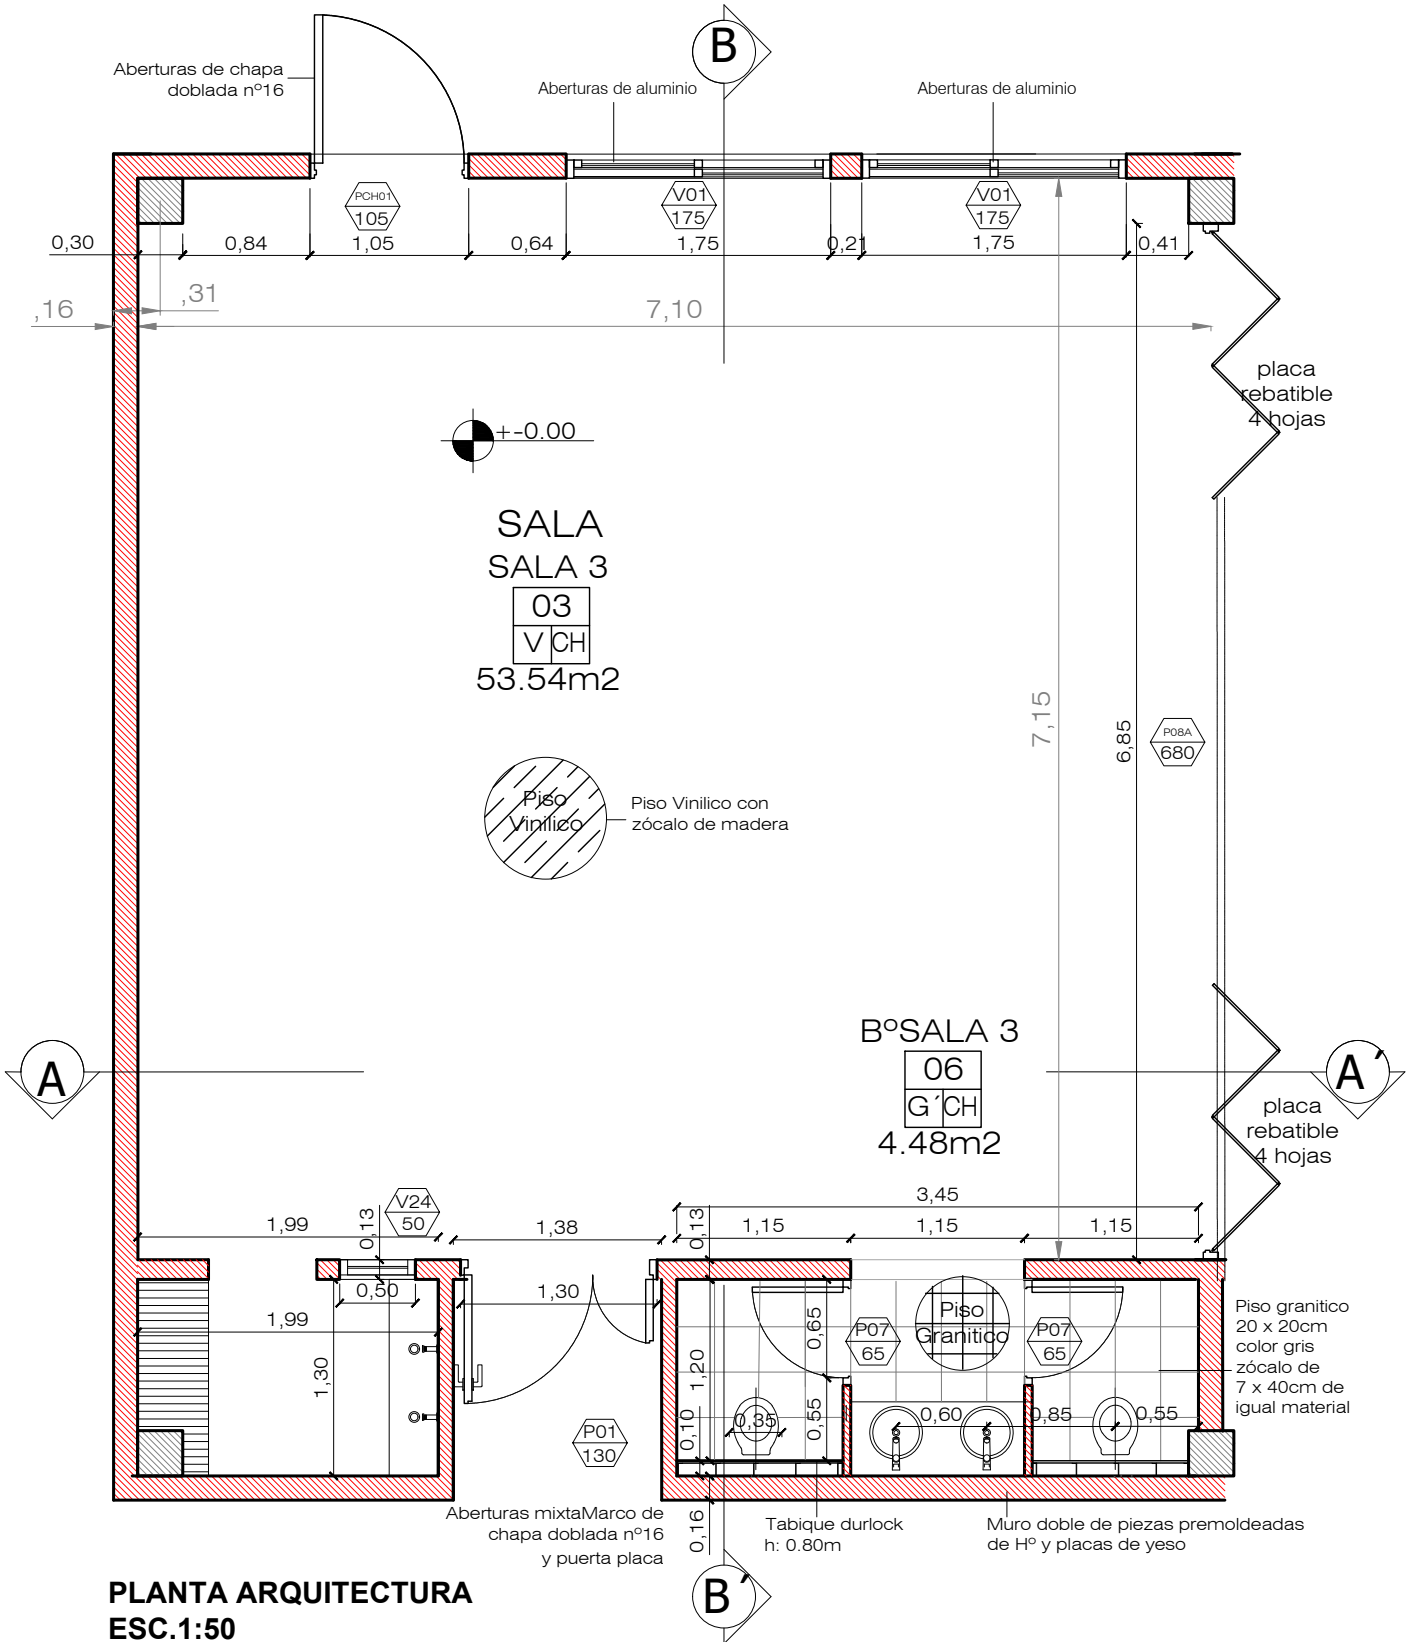 B
Aberturas de chapa
doblada nº16
Aberturas de aluminio
Aberturas de aluminio
PCH01
105
V01
175
V01
175
0,30
0,84
1,05
0,64
1,75
0,21
1,75
0,41
,16
,31
7,10
placa
rebatible
4 hojas
+-0.00
SALA
SALA 3
03
V CH
53.54m2
7,15
6,85
P08A
680
Piso
Vinilico
Piso Vinilico con
zócalo de madera
BºSALA 3
06
G´ CH
4.48m2
A
A´
placa
rebatible
4 hojas
V24
50
3,45
1,99
0,13
1,38
0,13
1,15
1,15
1,15
0,50
1,30
1,99
1,30
Piso
Granitico
P07
65
P07
65
0,65
1,20
0,55
0,10
0,35
0,60
0,85
0,55
Piso granitico
20 x 20cm
color gris
zócalo de
7 x 40cm de
igual material
P01
130
Aberturas mixtaMarco de
chapa doblada nº16
y puerta placa
0,16
Tabique durlock
h: 0.80m
Muro doble de piezas premoldeadas
de Hº y placas de yeso
B´
PLANTA ARQUITECTURA
ESC.1:50